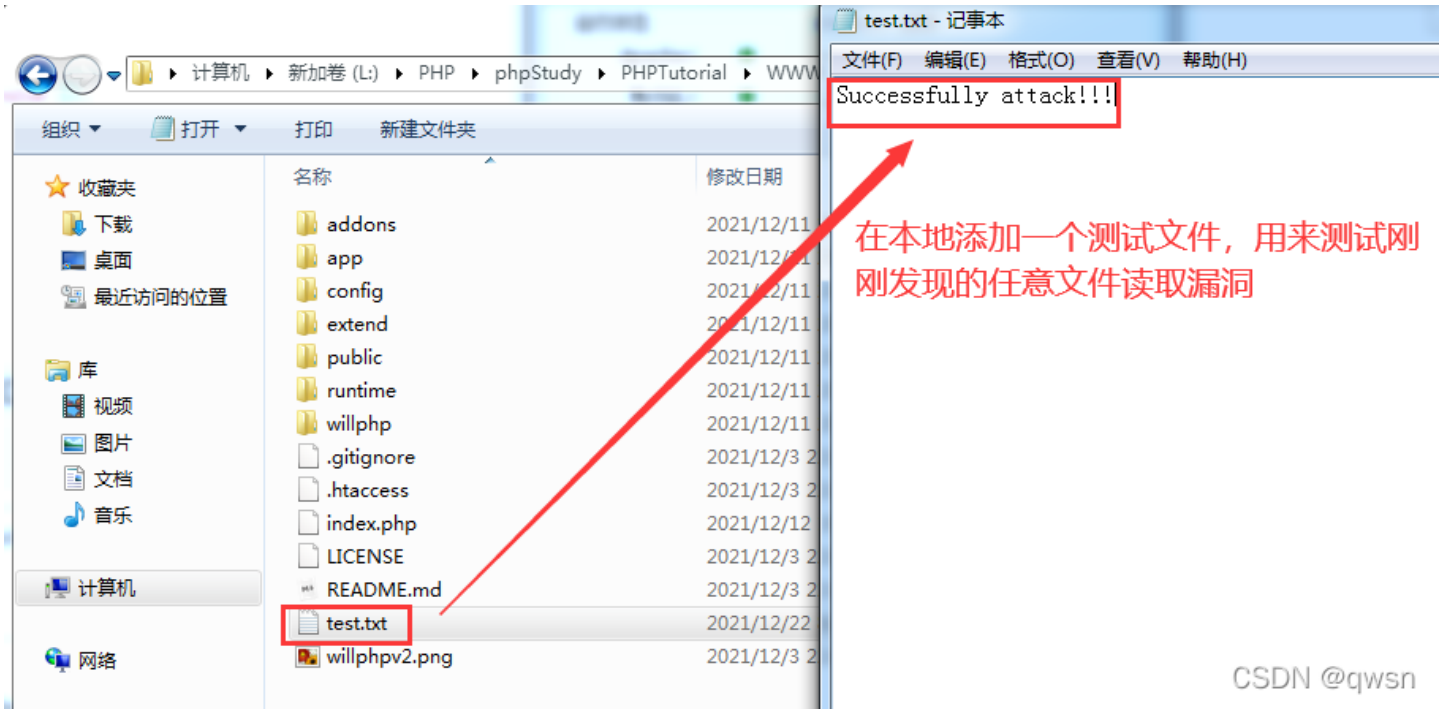 test.txt - 记事本
文件(F) 编辑(E) 格式(O) 查看(V) 帮助(H)
Successfully attack!!!
计算机 新加卷 (L:) PHP phpStudy PHPTutorial WWW
组织 打开 打印 新建文件夹
名称 修改日期
收藏夹
下载
桌面
最近访问的位置
库
视频
图片
文档
音乐
计算机
网络
addons 2021/12/11
app 2021/12/11
config 2021/12/11
extend 2021/12/11
public 2021/12/11
runtime 2021/12/11
willphp 2021/12/11
.gitignore 2021/12/3 2
.htaccess 2021/12/3 2
index.php 2021/12/12
LICENSE 2021/12/3 2
README.md 2021/12/3 2
test.txt 2021/12/22
willphpv2.png 2021/12/3 2
在本地添加一个测试文件，用来测试刚
刚发现的任意文件读取漏洞
CSDN @qwsn